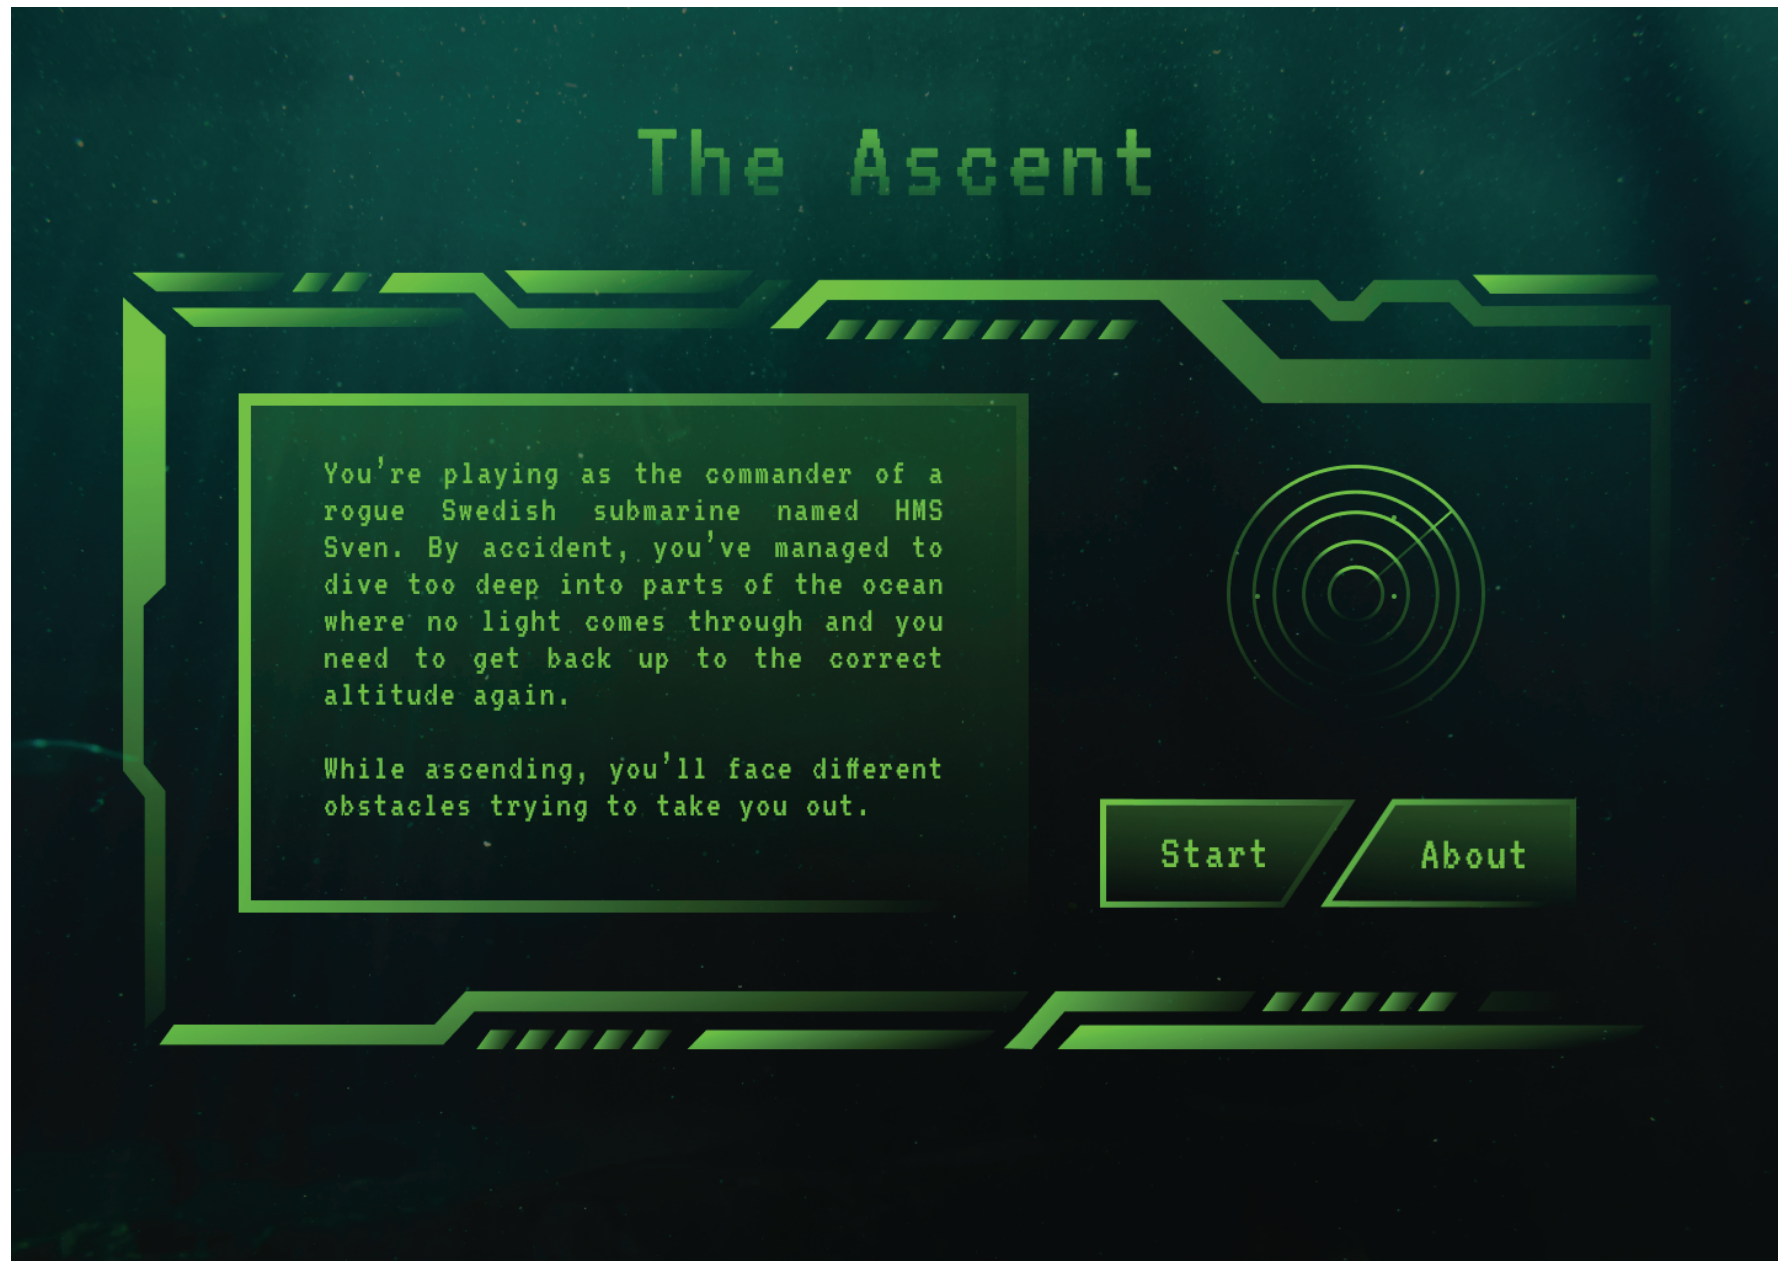 The Ascent
You're playing as the commander of a
rogue Swedish submarine named HMS
Sven. By accident, you've managed to
dive too deep into parts of the ocean
where no light comes through and you
need to get back up to the correct
altitude again.
While ascending, you'll face different
obstacles trying to take you out.
Start
About